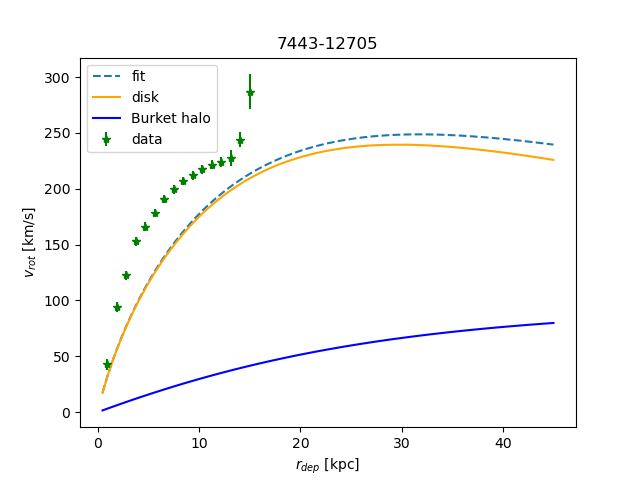 7443-12705
fit
disk
Burket halo
data
v_rot [km/s]
300
250
200
150
100
50
0
0 10 20 30 40
r_dep [kpc]